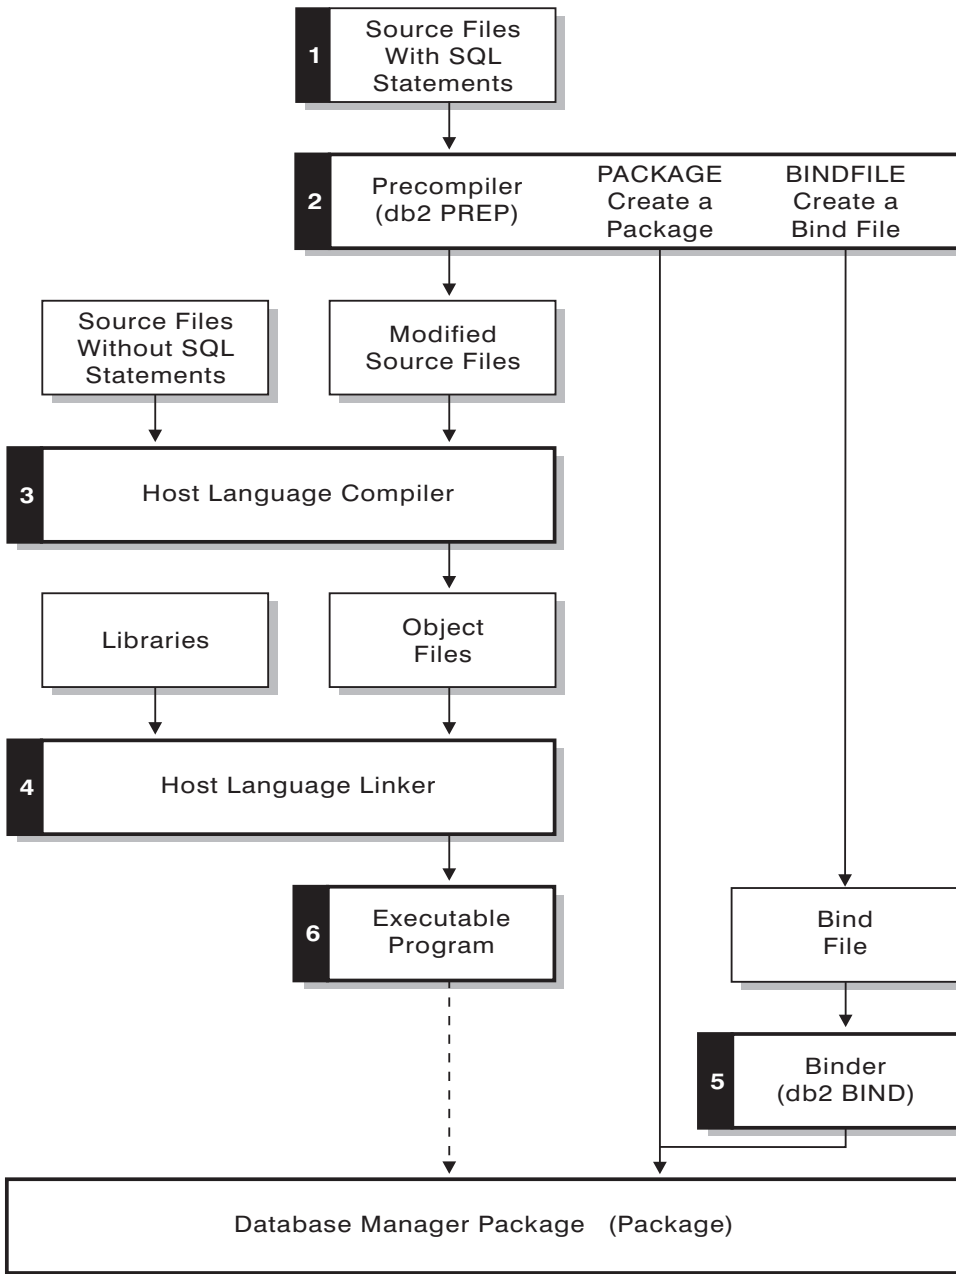 1
Source Files
With SQL
Statements
2
Precompiler
(db2 PREP)
PACKAGE
Create a
Package
BINDFILE
Create a
Bind File
Source Files
Without SQL
Statements
Modified
Source Files
3
Host Language Compiler
Libraries
Object
Files
4
Host Language Linker
6
Executable
Program
Bind
File
5
Binder
(db2 BIND)
Database Manager Package (Package)